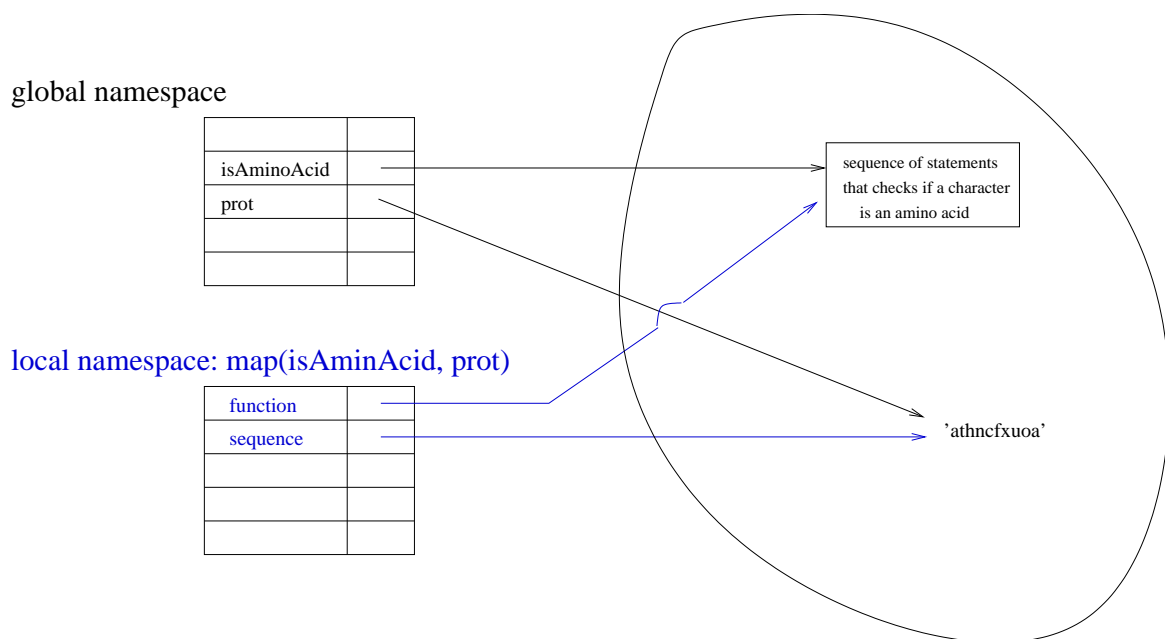 global namespace
isAminoAcid
prot
sequence of statements
that checks if a character
is an amino acid
local namespace: map(isAminAcid, prot)
function
sequence
’athncfxuoa’